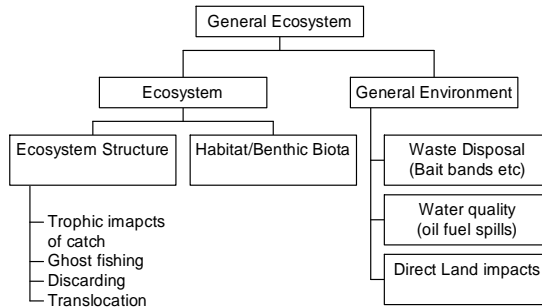 General Ecosystem
Ecosystem
General Environment
Ecosystem Structure
Habitat/Benthic Biota
Trophic imapcts
of catch
Ghost fishing
Discarding
Translocation
Waste Disposal
(Bait bands etc)
Water quality
(oil fuel spills)
Direct Land impacts